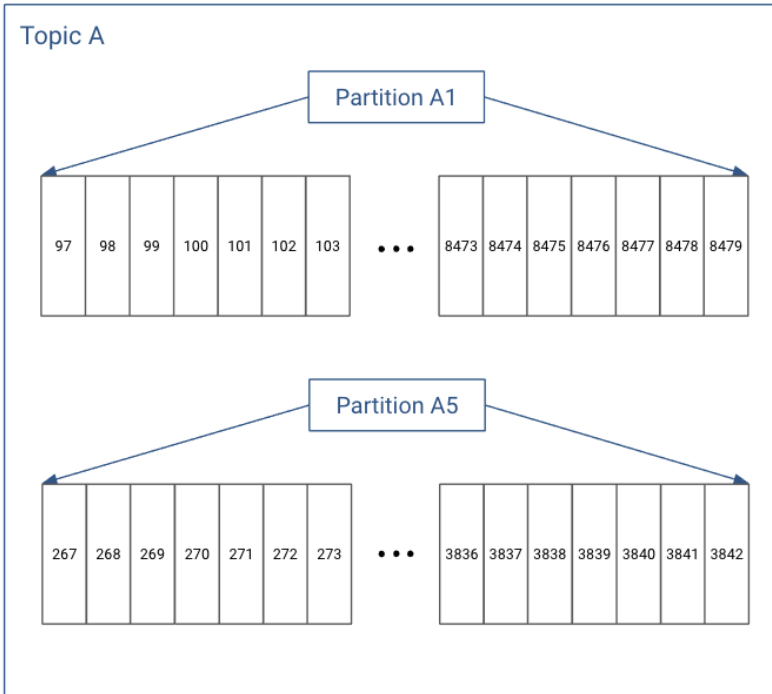 Topic A
Partition A1
97 98 99 100 101 102 103 ••• 8473 8474 8475 8476 8477 8478 8479
Partition A5
267 268 269 270 271 272 273 ••• 3836 3837 3838 3839 3840 3841 3842